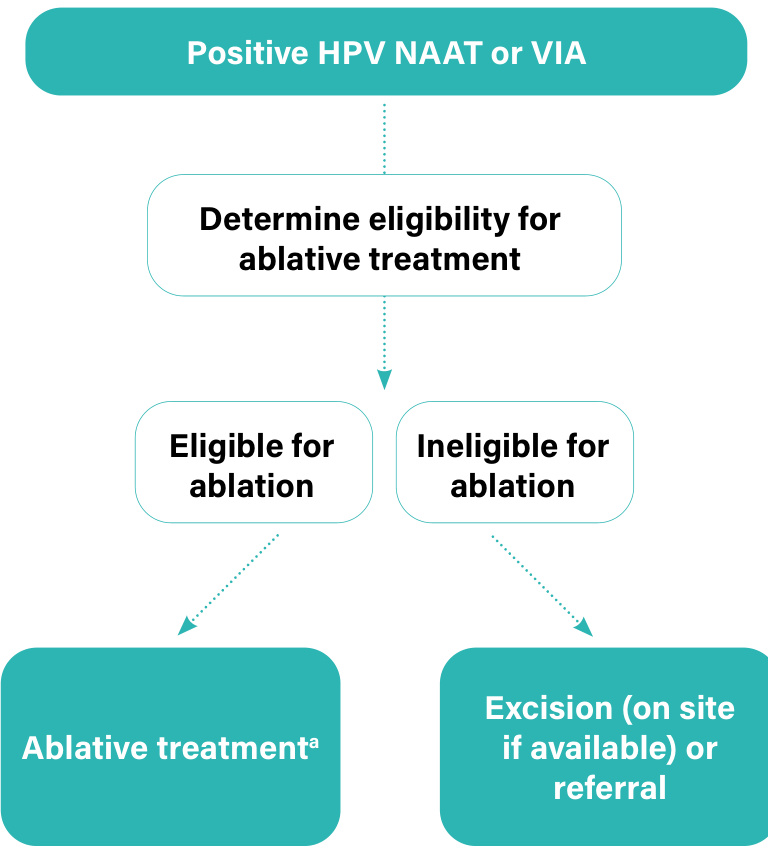 Positive HPV NAAT or VIA
Determine eligibility for
ablative treatment
Eligible for
ablation
Ineligible for
ablation
Ablative treatmentᵃ
Excision (on site
if available) or
referral